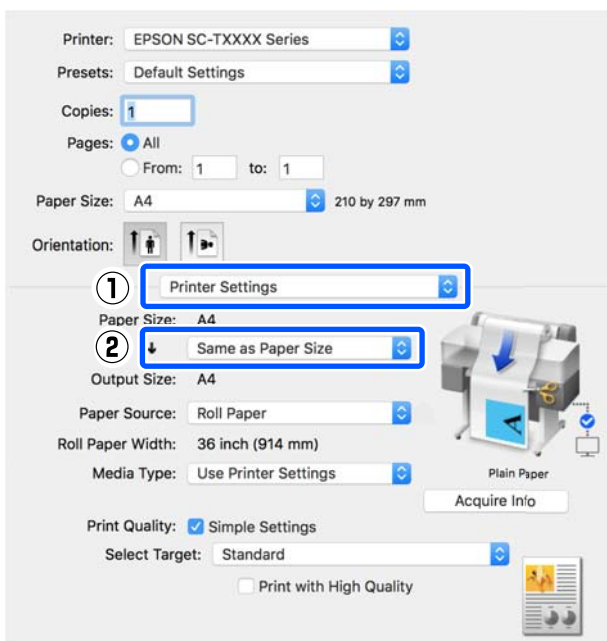 Printer: EPSON SC-TXXXX Series
Presets: Default Settings
Copies: 1
Pages: All
From: 1 to: 1
Paper Size: A4 210 by 297 mm
Orientation:
① Printer Settings
Paper Size: A4
② Same as Paper Size
Output Size: A4
Paper Source: Roll Paper
Roll Paper Width: 36 inch (914 mm)
Media Type: Use Printer Settings
Plain Paper
Acquire Info
Print Quality: Simple Settings
Select Target: Standard
Print with High Quality